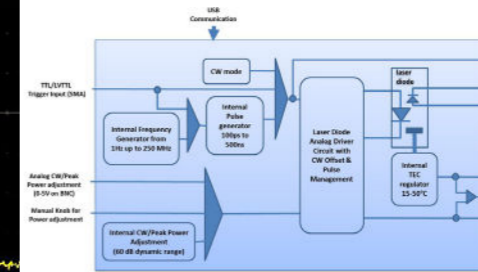 USB
Communication
CW mode
laser
diode
TTL/LVTTL
Trigger Input (SMA)
Internal
Pulse
generator
100ps to
500ns
Internal Frequency
Generator from
1Hz up to 250 MHz
Laser Diode
Analog Driver
Circuit with
CW Offset &
Pulse
Management
Internal
TEC
regulator
15-50°C
Analog CW/Peak
Power adjustment
(0-5V on BNC)
Manual Knob for
Power adjustment
Internal CW/Peak Power
Adjustment
(60 dB dynamic range)